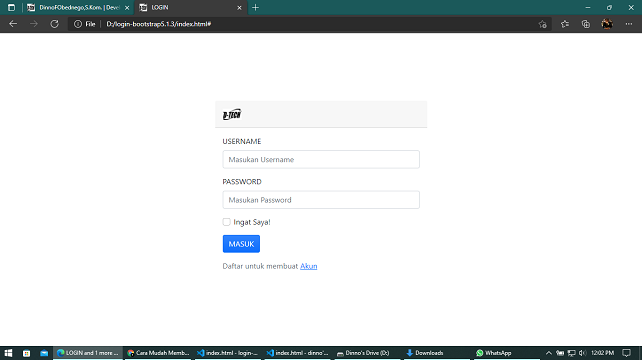 DinnoFObednego,S.Kom. | Devel
LOGIN
File
D:/login-bootstrap5.1.3/index.html#
D-TECH
USERNAME
Masukan Username
PASSWORD
Masukan Password
Ingat Saya!
MASUK
Daftar untuk membuat Akun
LOGIN and 1 more ...
Cara Mudah Memb...
index.html - login-...
index.html - dinno'...
Dinno's Drive (D:)
Downloads
WhatsApp
12:02 PM